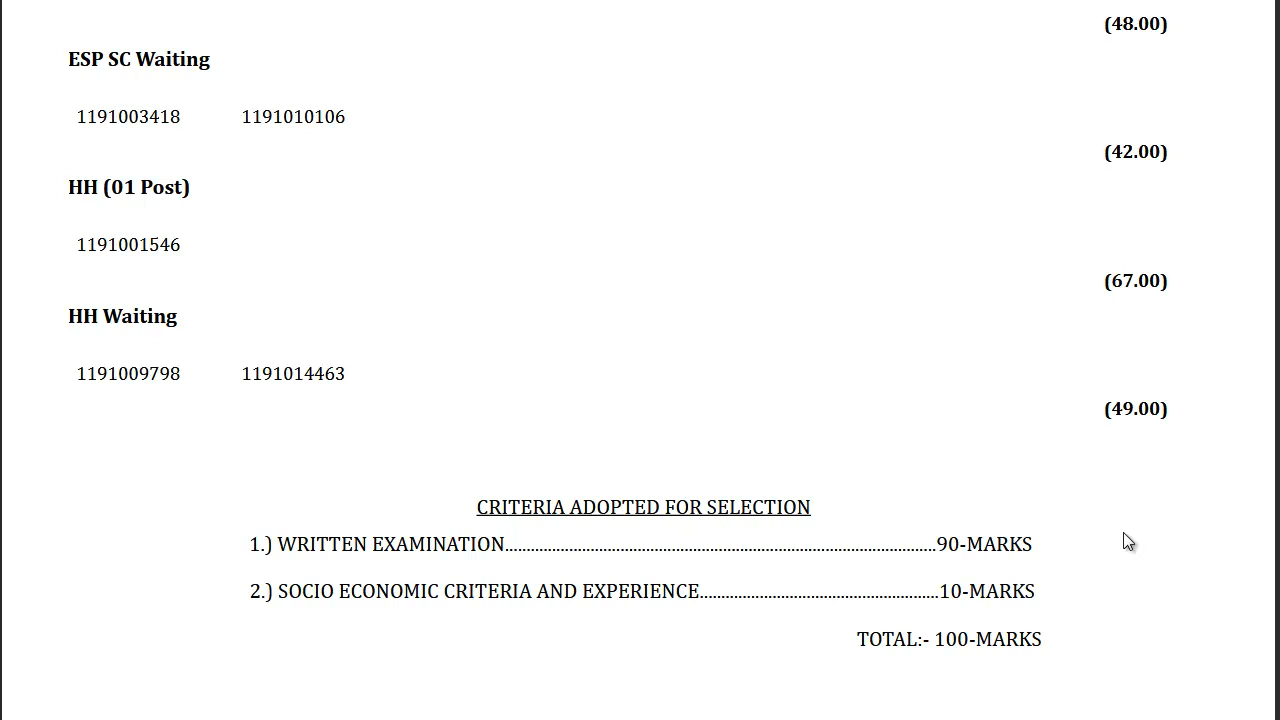 (48.00)
ESP SC Waiting
1191003418 1191010106
(42.00)
HH (01 Post)
1191001546
(67.00)
HH Waiting
1191009798 1191014463
(49.00)
CRITERIA ADOPTED FOR SELECTION
1.) WRITTEN EXAMINATION....................................................................................................90-MARKS
2.) SOCIO ECONOMIC CRITERIA AND EXPERIENCE.......................................................10-MARKS
TOTAL:- 100-MARKS